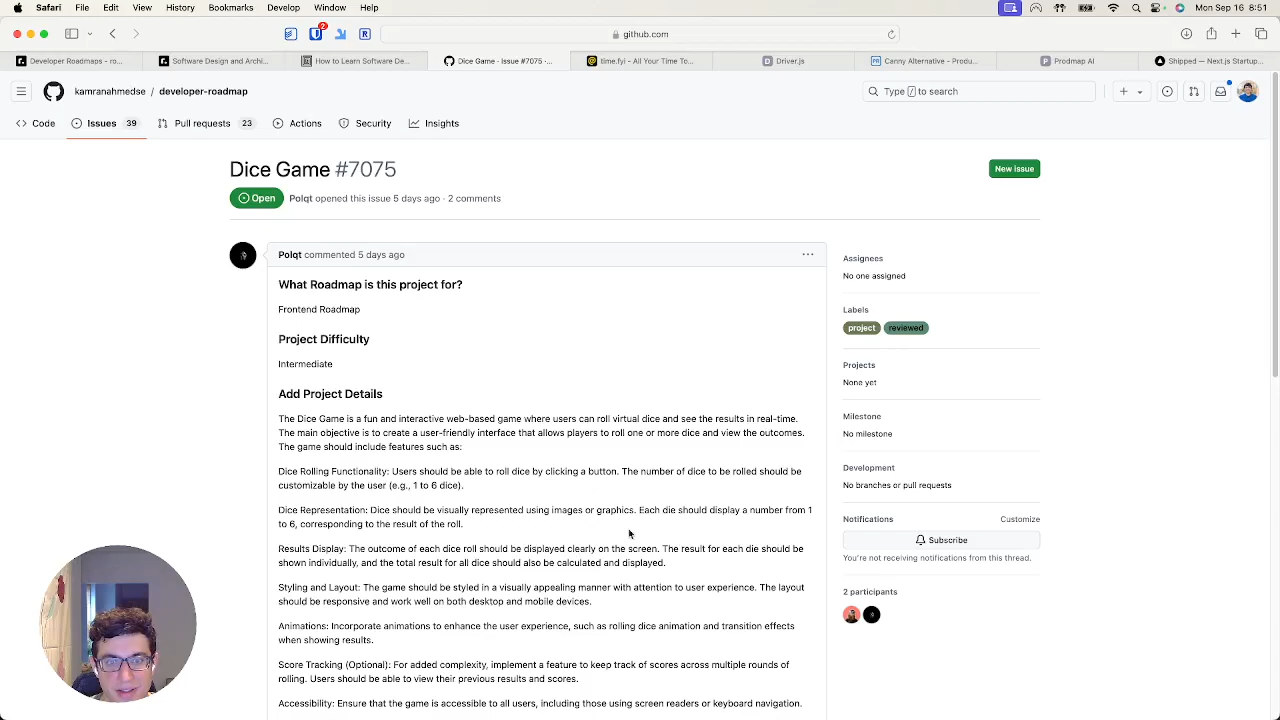 Safari File Edit View History Bookmarks Develop Window Help Mon Sep 16 8:51
2 github.com
Developer Roadmaps - ro... Software Design and Archi... How to Learn Software De... Dice Game · issue #7075 ·... time.fyi - All Your Time To... Driver.js Canny Alternative - Produ... Prodmap AI Shipped — Next.js Startup...
kamranahmedse / developer-roadmap Type / to search
Code Issues 39 Pull requests 23 Actions Security Insights
Dice Game #7075
New issue
Open Polqt opened this issue 5 days ago · 2 comments
Polqt commented 5 days ago
What Roadmap is this project for?
Frontend Roadmap
Project Difficulty
Intermediate
Add Project Details
The Dice Game is a fun and interactive web-based game where users can roll virtual dice and see the results in real-time.
The main objective is to create a user-friendly interface that allows players to roll one or more dice and view the outcomes.
The game should include features such as:
Dice Rolling Functionality: Users should be able to roll dice by clicking a button. The number of dice to be rolled should be
customizable by the user (e.g., 1 to 6 dice).
Dice Representation: Dice should be visually represented using images or graphics. Each die should display a number from 1
to 6, corresponding to the result of the roll.
Results Display: The outcome of each dice roll should be displayed clearly on the screen. The result for each die should be
shown individually, and the total result for all dice should also be calculated and displayed.
Styling and Layout: The game should be styled in a visually appealing manner with attention to user experience. The layout
should be responsive and work well on both desktop and mobile devices.
Animations: Incorporate animations to enhance the user experience, such as rolling dice animation and transition effects
when showing results.
Score Tracking (Optional): For added complexity, implement a feature to keep track of scores across multiple rounds of
rolling. Users should be able to view their previous results and scores.
Accessibility: Ensure that the game is accessible to all users, including those using screen readers or keyboard navigation.
Assignees
No one assigned
Labels
project reviewed
Projects
None yet
Milestone
No milestone
Development
No branches or pull requests
Notifications Customize
Subscribe
You're not receiving notifications from this thread.
2 participants